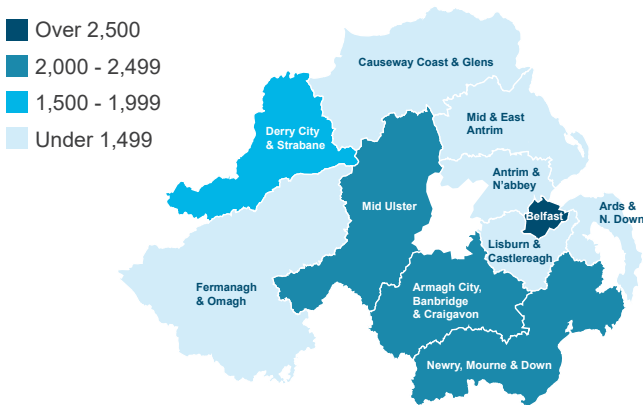 Over 2,500
2,000 - 2,499
1,500 - 1,999
Under 1,499
Causeway Coast & Glens
Mid & East
Antrim
Derry City
& Strabane
Antrim &
N'abbey
Mid Ulster
Belfast
Ards &
N. Down
Lisburn &
Castlereagh
Fermanagh
& Omagh
Armagh City,
Banbridge
& Craigavon
Newry, Mourne & Down